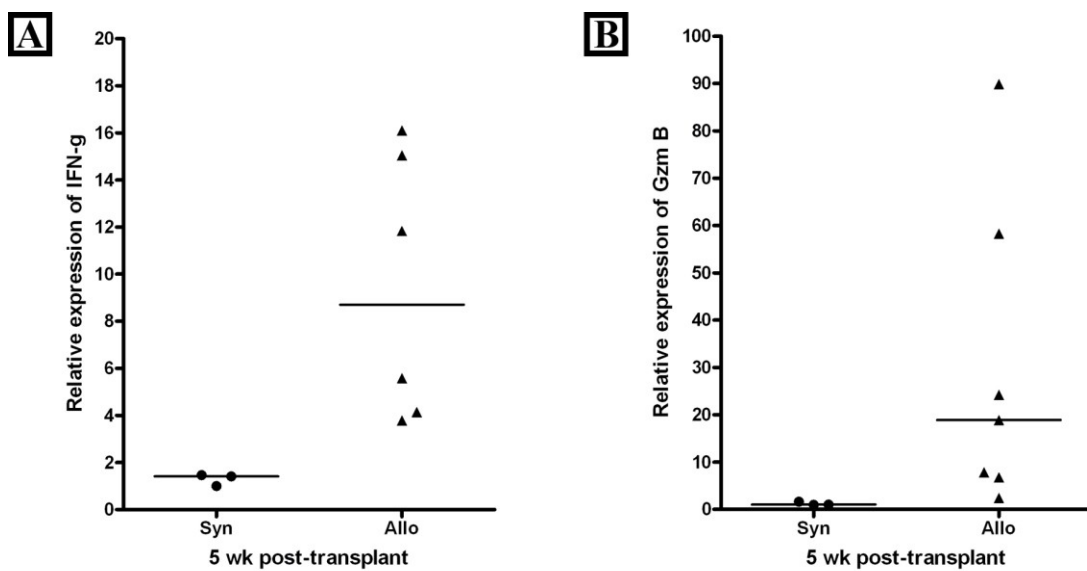 A
Relative expression of IFN-g
20
18
16
14
12
10
8
6
4
2
0
Syn Allo
5 wk post-transplant
B
Relative expression of Gzm B
100
90
80
70
60
50
40
30
20
10
0
Syn Allo
5 wk post-transplant